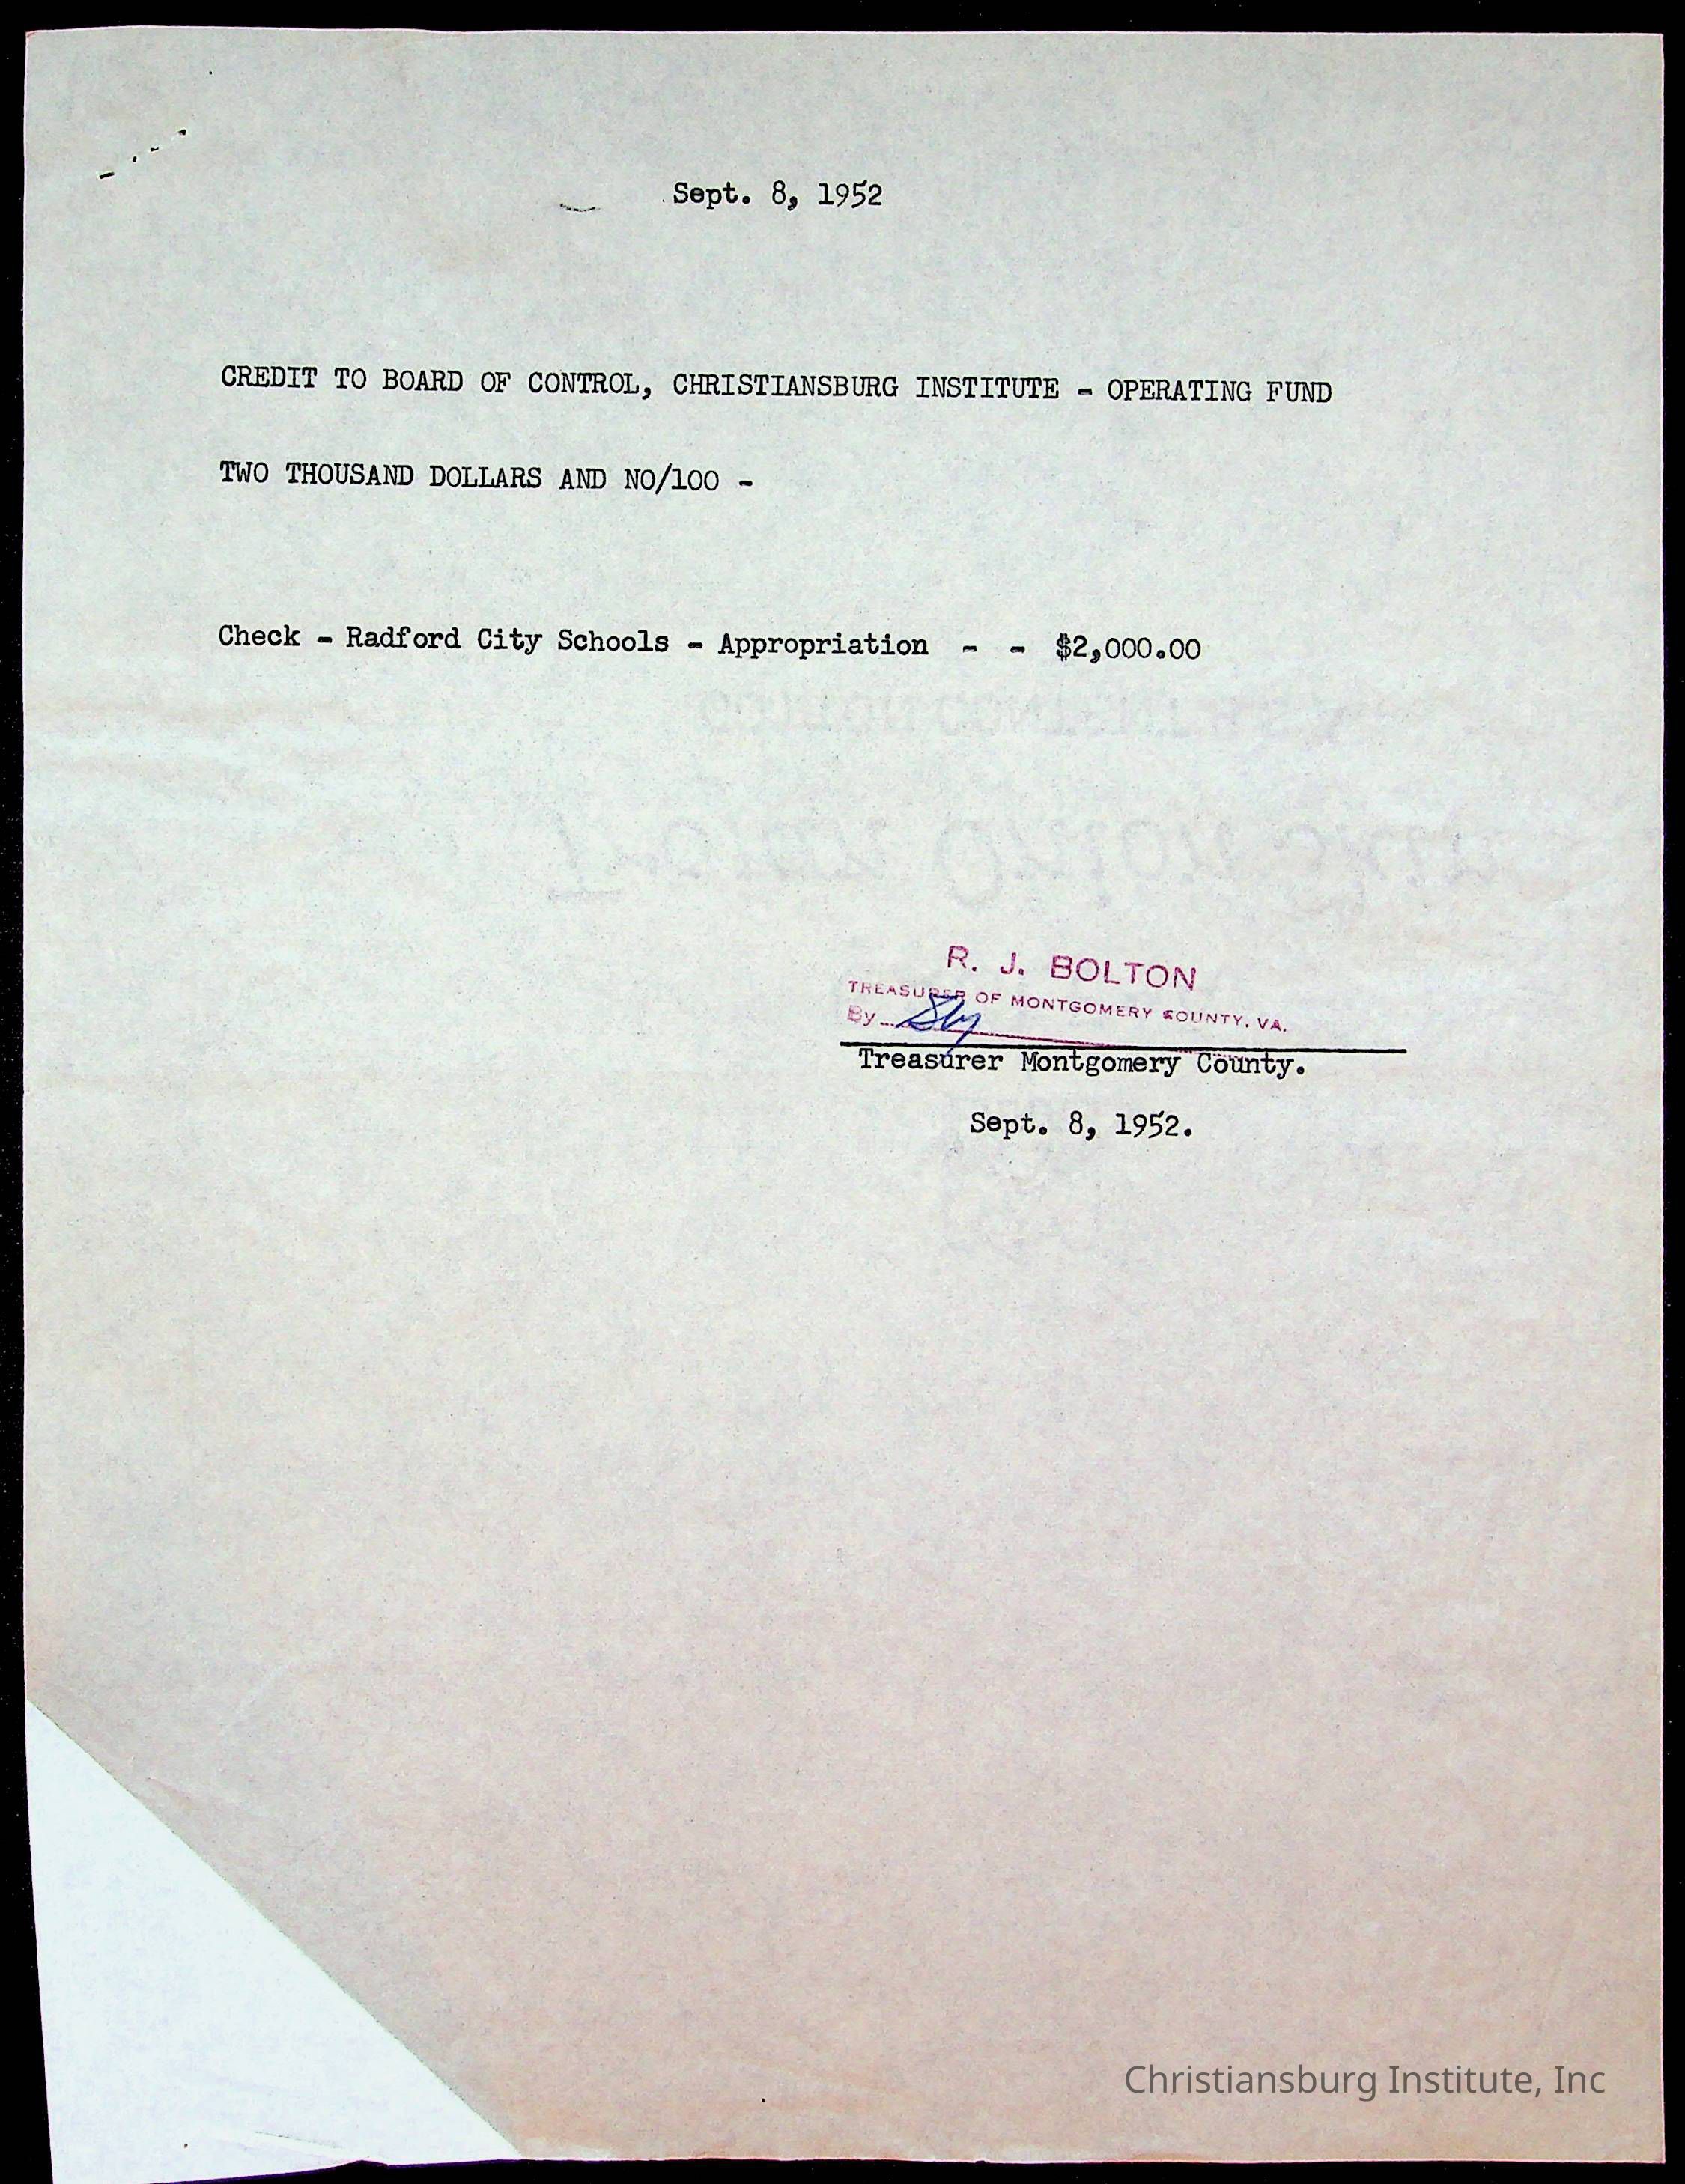 Sept. 8, 1952
CREDIT TO BOARD OF CONTROL, CHRISTIANSBURG INSTITUTE - OPERATING FUND
TWO THOUSAND DOLLARS AND NO/100 -
Check - Radford City Schools - Appropriation - - $2,000.00
R. J. BOLTON
TREASURER OF MONTGOMERY COUNTY, VA.
By
Treasurer Montgomery County.
Sept. 8, 1952.
Christiansburg Institute, Inc